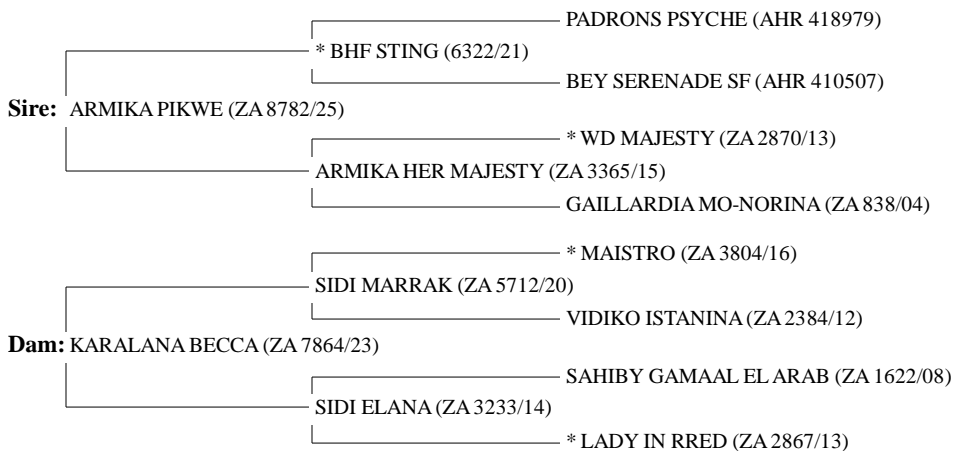 PADRONS PSYCHE (AHR 418979)
* BHF STING (6322/21)
BEY SERENADE SF (AHR 410507)
Sire: ARMIKA PIKWE (ZA 8782/25)
* WD MAJESTY (ZA 2870/13)
ARMIKA HER MAJESTY (ZA 3365/15)
GAILLARDIA MO-NORINA (ZA 838/04)
* MAISTRO (ZA 3804/16)
SIDI MARRAK (ZA 5712/20)
VIDIKO ISTANINA (ZA 2384/12)
Dam: KARALANA BECCA (ZA 7864/23)
SAHIBY GAMAAL EL ARAB (ZA 1622/08)
SIDI ELANA (ZA 3233/14)
* LADY IN RRED (ZA 2867/13)